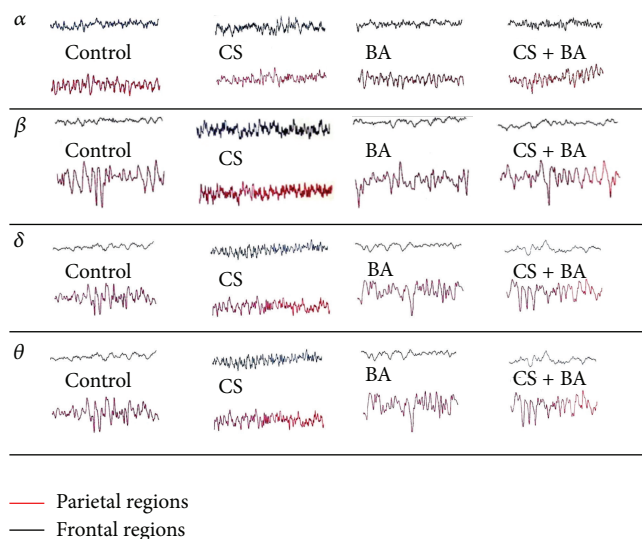 α
Control CS BA CS + BA
β
Control CS BA CS + BA
δ
Control CS BA CS + BA
θ
Control CS BA CS + BA
Parietal regions
Frontal regions